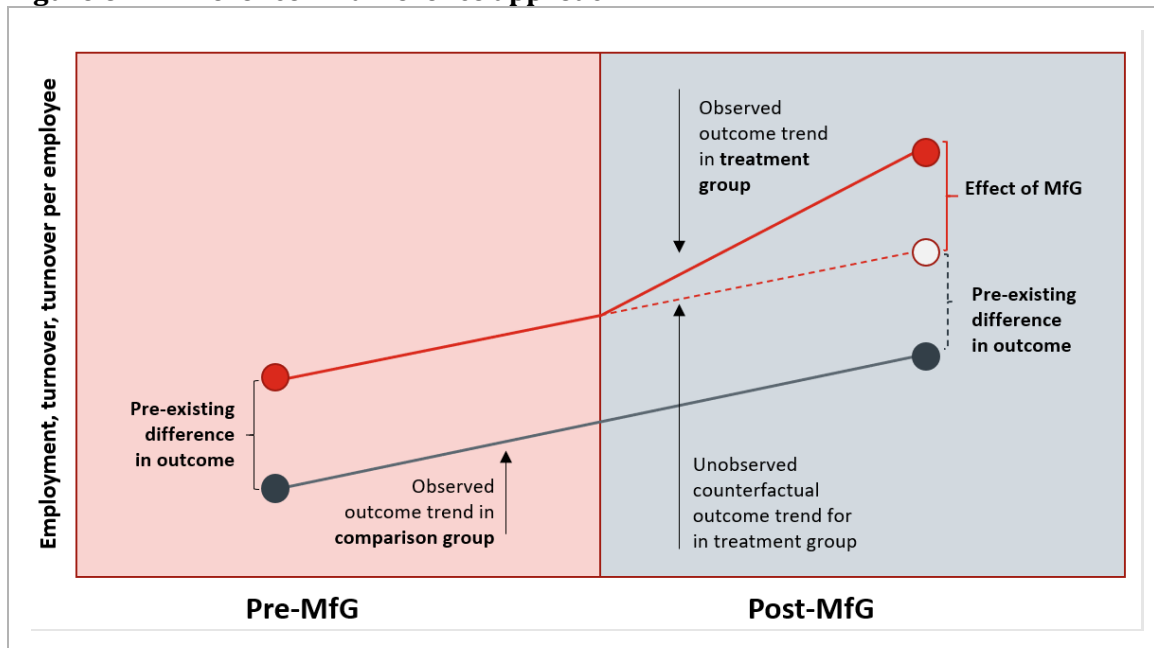 Employment, turnover, turnover per employee
Observed
outcome trend
in treatment
group
Effect of MfG
Pre-existing
difference
in outcome
Pre-existing
difference
in outcome
Observed
outcome trend in
comparison group
Unobserved
counterfactual
outcome trend for
in treatment group
Pre-MfG
Post-MfG